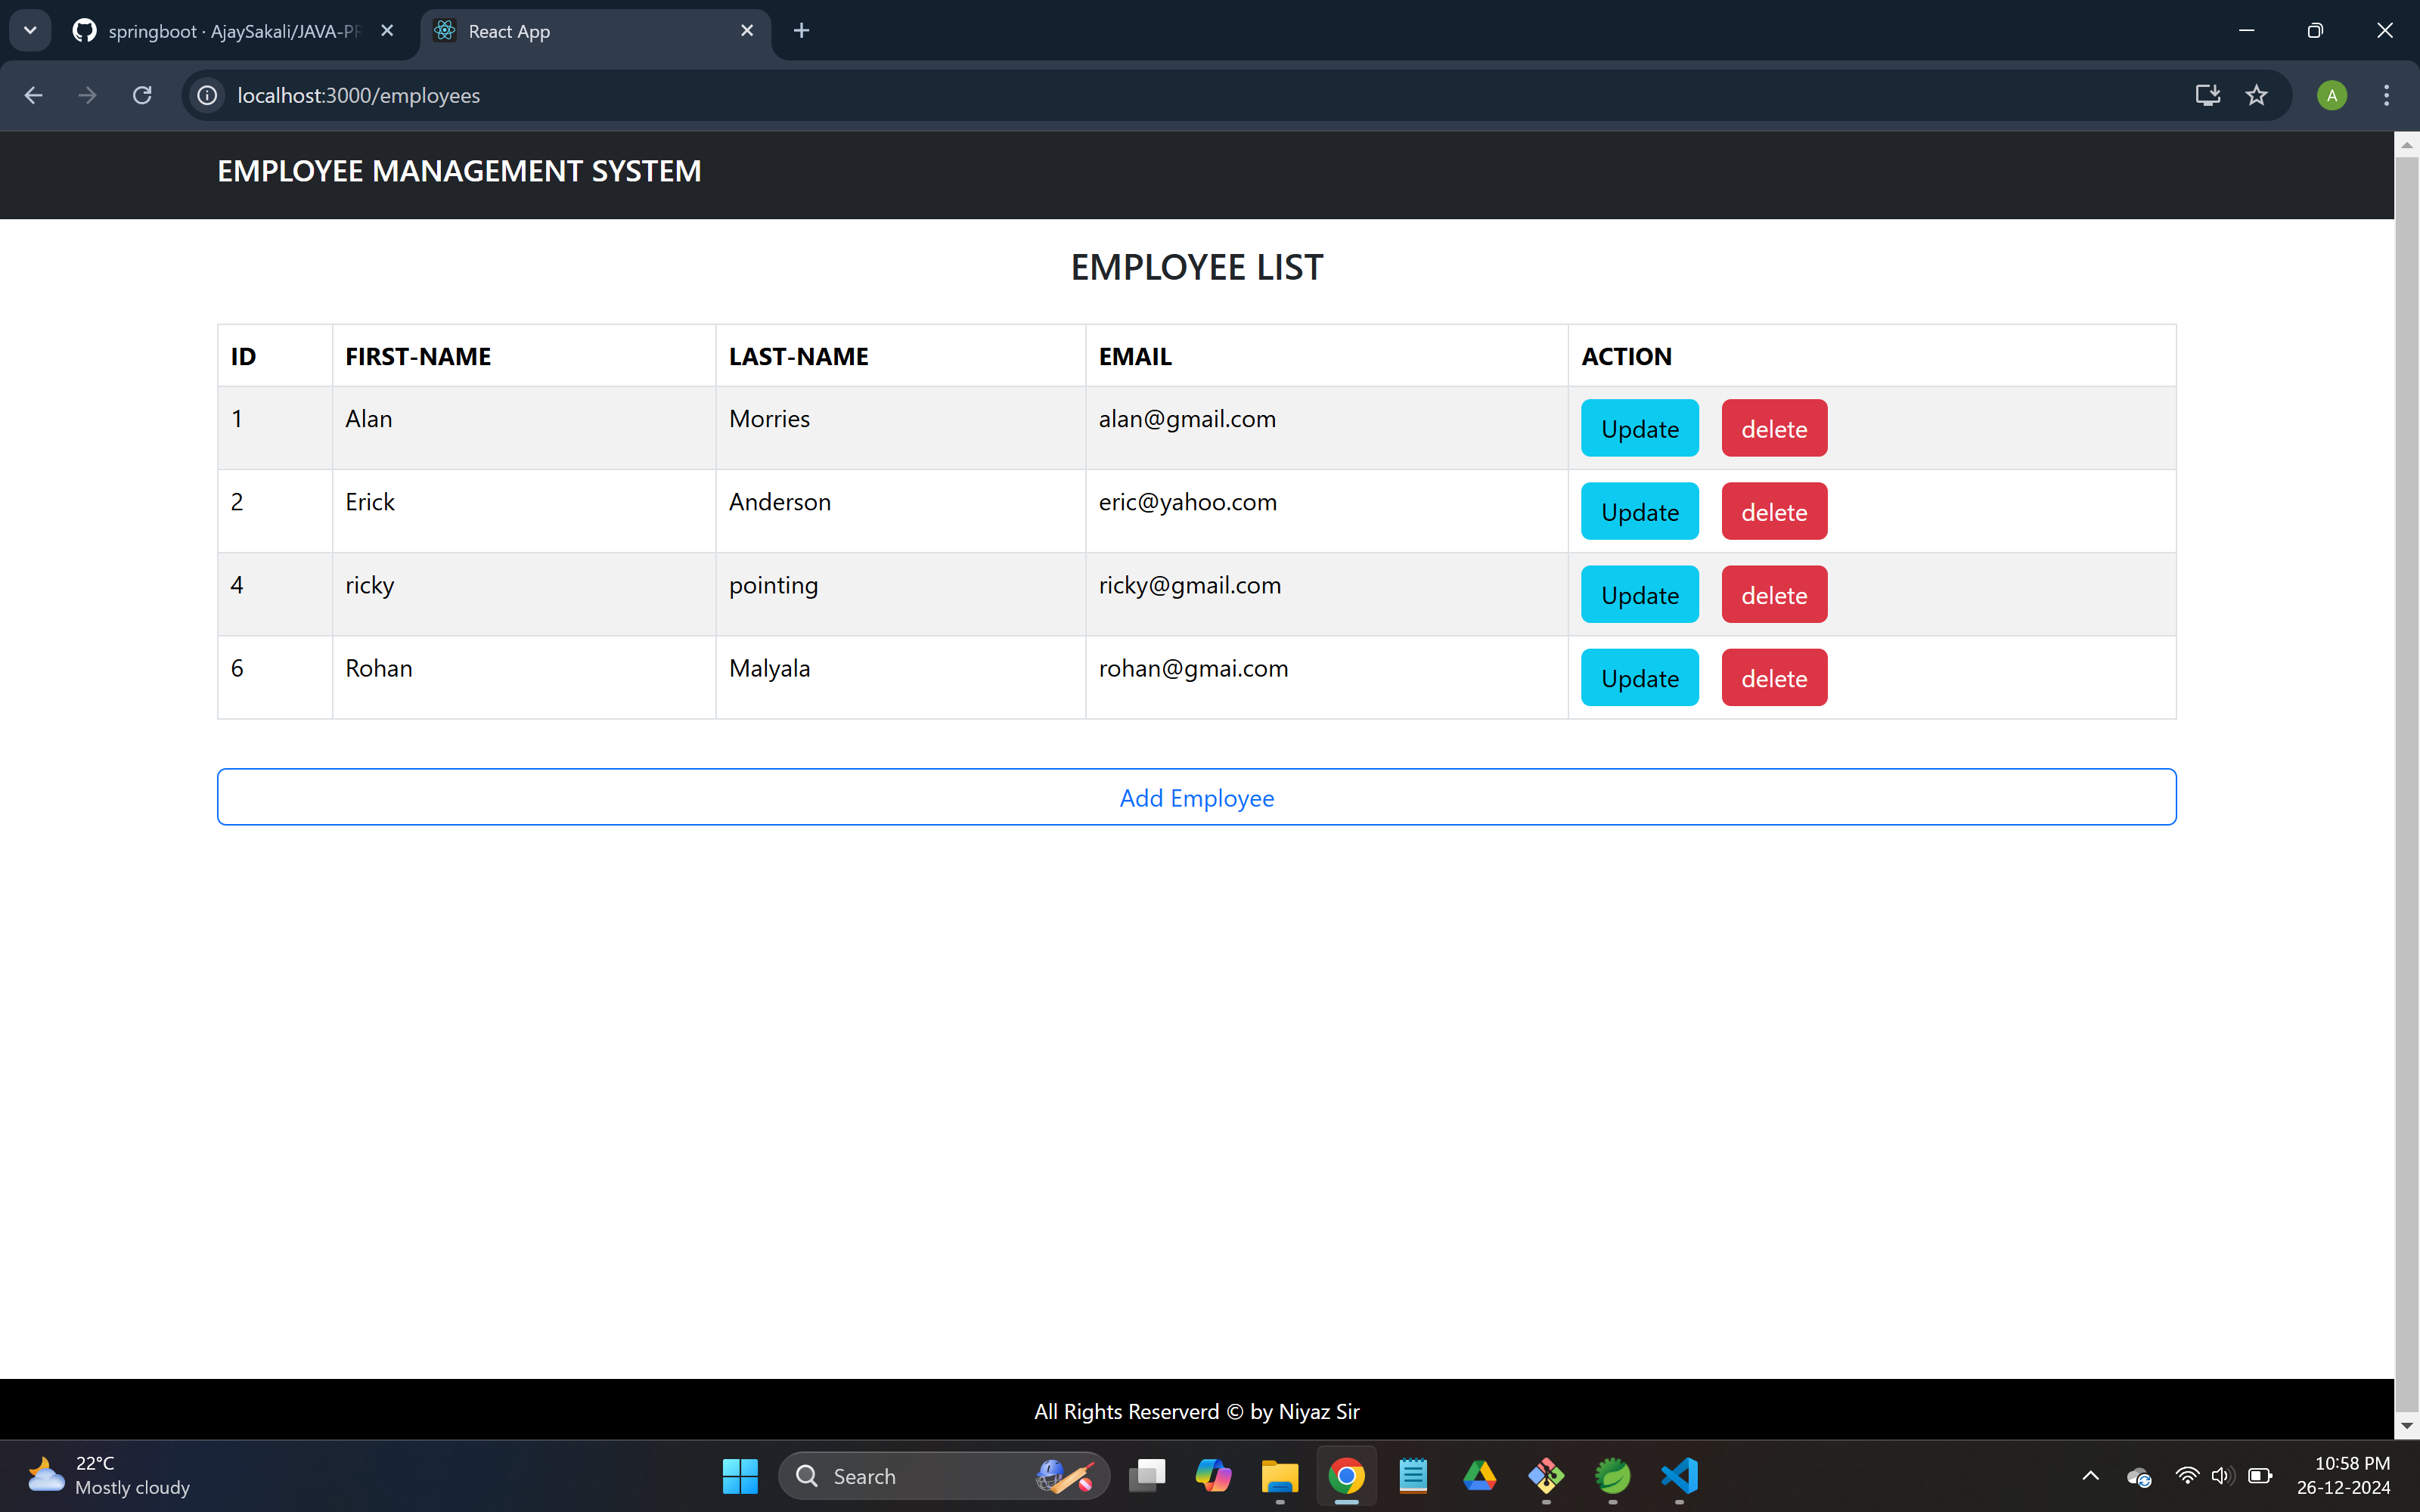 springboot · AjaySakali/JAVA-PR
React App
localhost:3000/employees
A
EMPLOYEE MANAGEMENT SYSTEM
EMPLOYEE LIST
ID FIRST-NAME LAST-NAME EMAIL ACTION
1 Alan Morries alan@gmail.com Update delete
2 Erick Anderson eric@yahoo.com Update delete
4 ricky pointing ricky@gmail.com Update delete
6 Rohan Malyala rohan@gmai.com Update delete
Add Employee
All Rights Reserverd © by Niyaz Sir
22°C
Mostly cloudy
Search
10:58 PM
26-12-2024